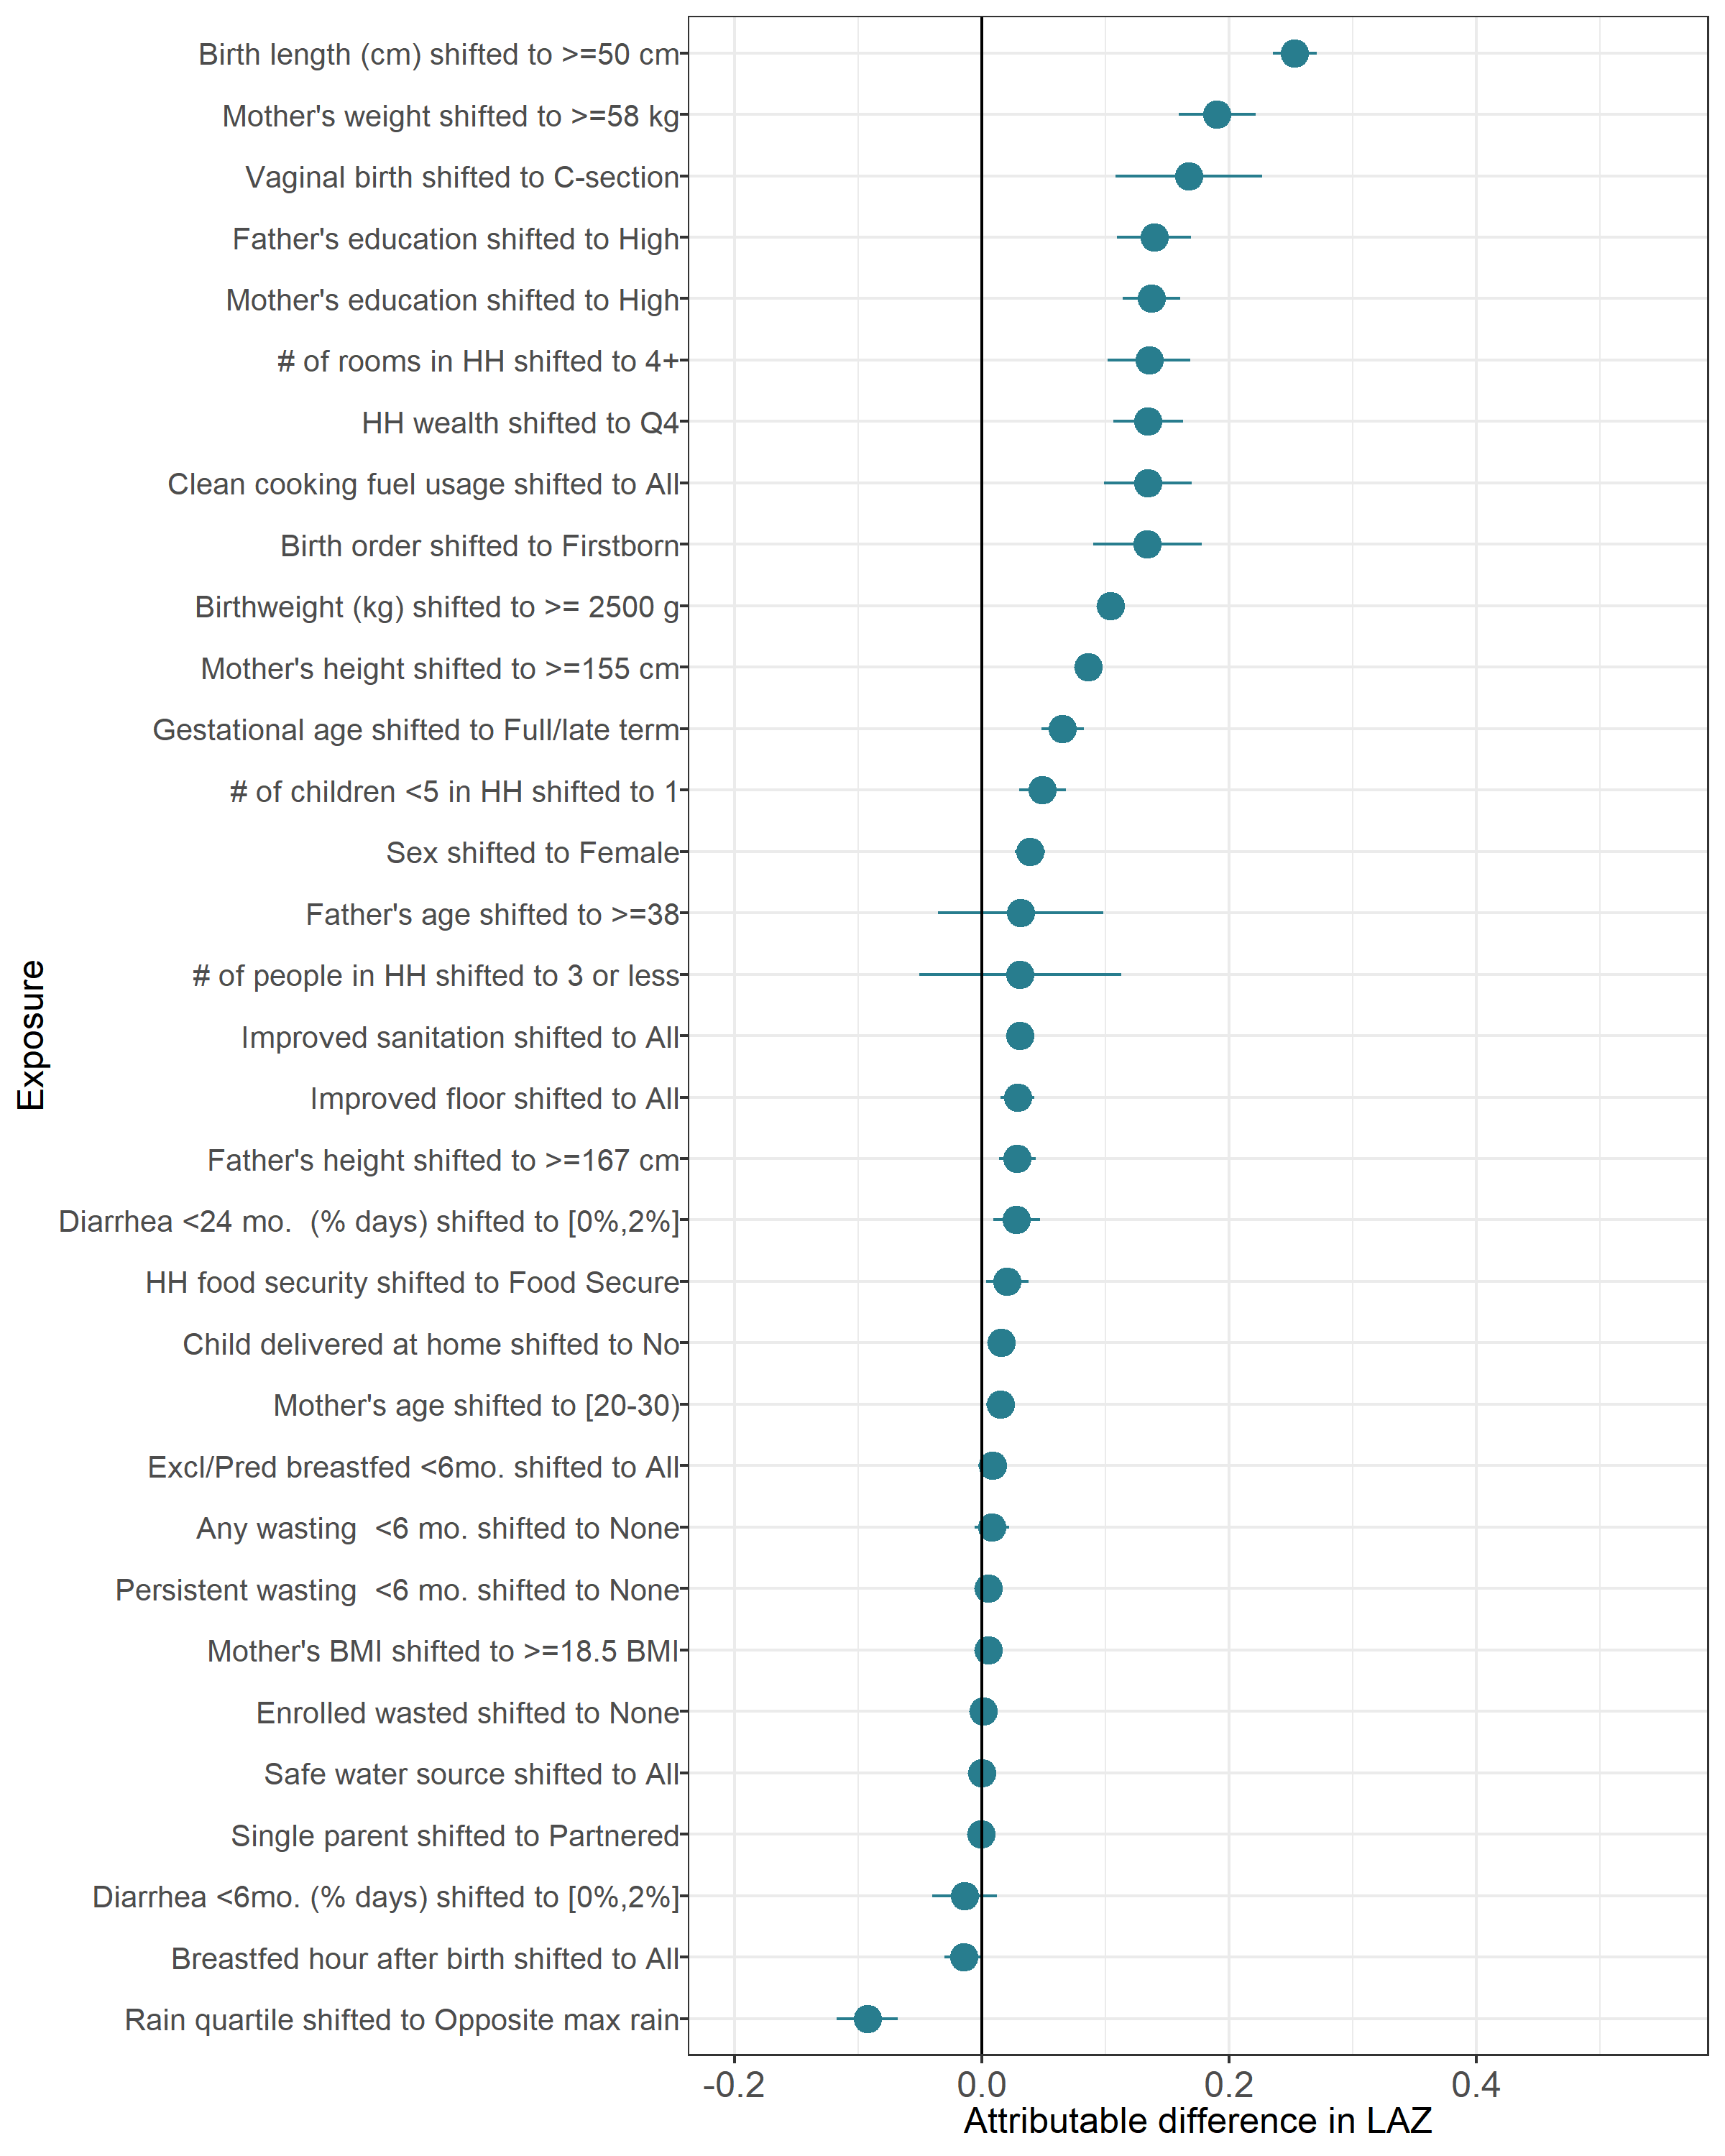 Birth length (cm) shifted to >=50 cm
Mother's weight shifted to >=58 kg
Vaginal birth shifted to C-section
Father's education shifted to High
Mother's education shifted to High
# of rooms in HH shifted to 4+
HH wealth shifted to Q4
Clean cooking fuel usage shifted to All
Birth order shifted to Firstborn
Birthweight (kg) shifted to >= 2500 g
Mother's height shifted to >=155 cm
Gestational age shifted to Full/late term
# of children <5 in HH shifted to 1
Sex shifted to Female
Father's age shifted to >=38
# of people in HH shifted to 3 or less
Improved sanitation shifted to All
Improved floor shifted to All
Father's height shifted to >=167 cm
Diarrhea <24 mo.  (% days) shifted to [0%,2%]
HH food security shifted to Food Secure
Child delivered at home shifted to No
Mother's age shifted to [20-30)
Excl/Pred breastfed <6mo. shifted to All
Any wasting  <6 mo. shifted to None
Persistent wasting  <6 mo. shifted to None
Mother's BMI shifted to >=18.5 BMI
Enrolled wasted shifted to None
Safe water source shifted to All
Single parent shifted to Partnered
Diarrhea <6mo. (% days) shifted to [0%,2%]
Breastfed hour after birth shifted to All
Rain quartile shifted to Opposite max rain
Exposure
-0.2 0.0 0.2 0.4
Attributable difference in LAZ